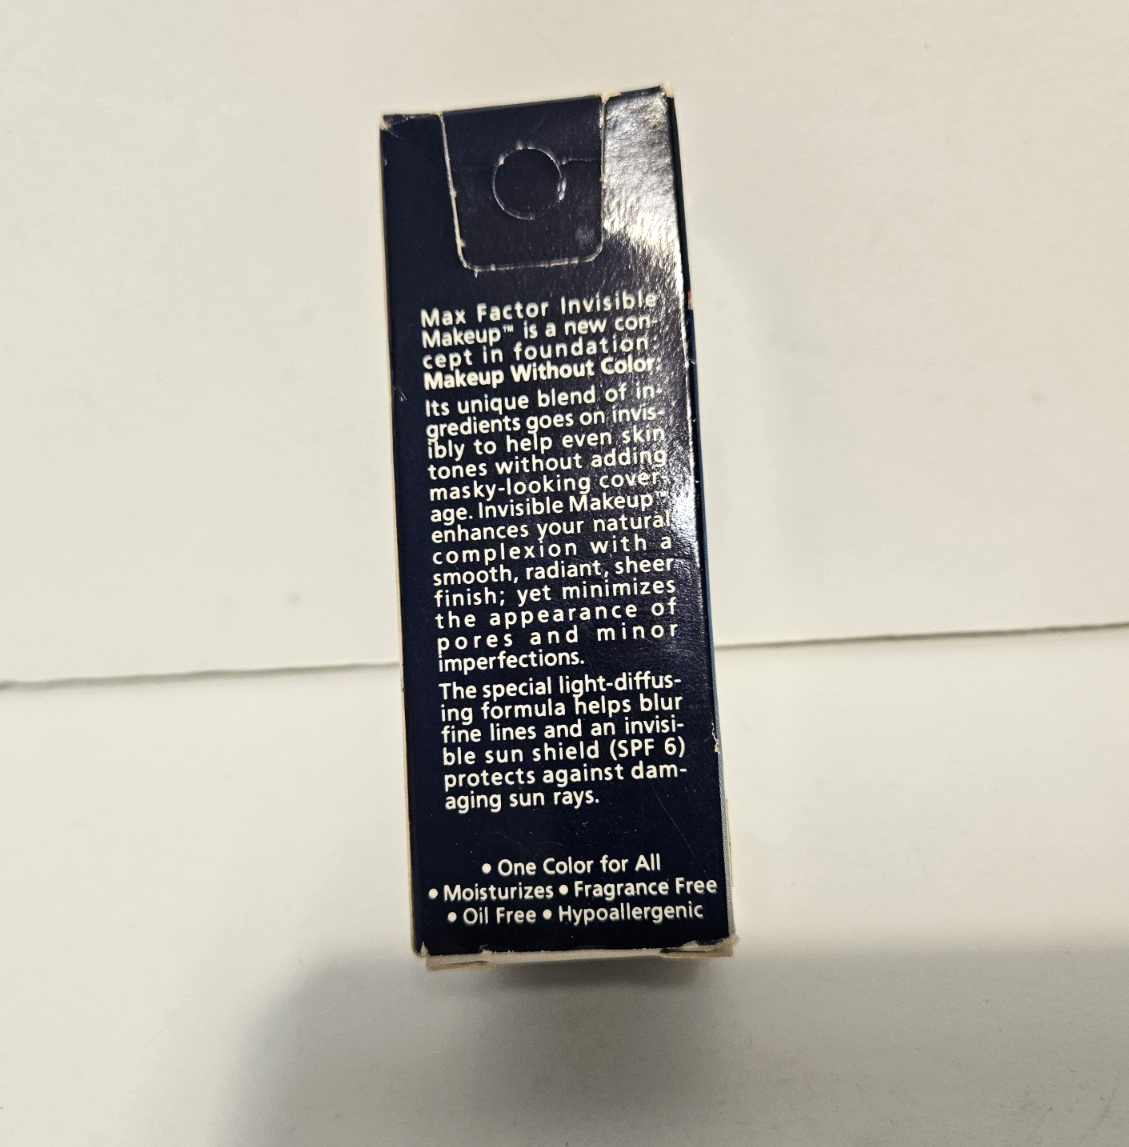 Max Factor Invisible
Makeup™ is a new con-
cept in foundation.
Makeup Without Color.
Its unique blend of in-
gredients goes on invis-
ibly to help even skin
tones without adding
masky-looking cover-
age. Invisible Makeup™
enhances your natural
complexion with a
smooth, radiant, sheer
finish; yet minimizes
the appearance of
pores and minor
imperfections.
The special light-diffus-
ing formula helps blur
fine lines and an invisi-
ble sun shield (SPF 6)
protects against dam-
aging sun rays.
• One Color for All
• Moisturizes • Fragrance Free
• Oil Free • Hypoallergenic